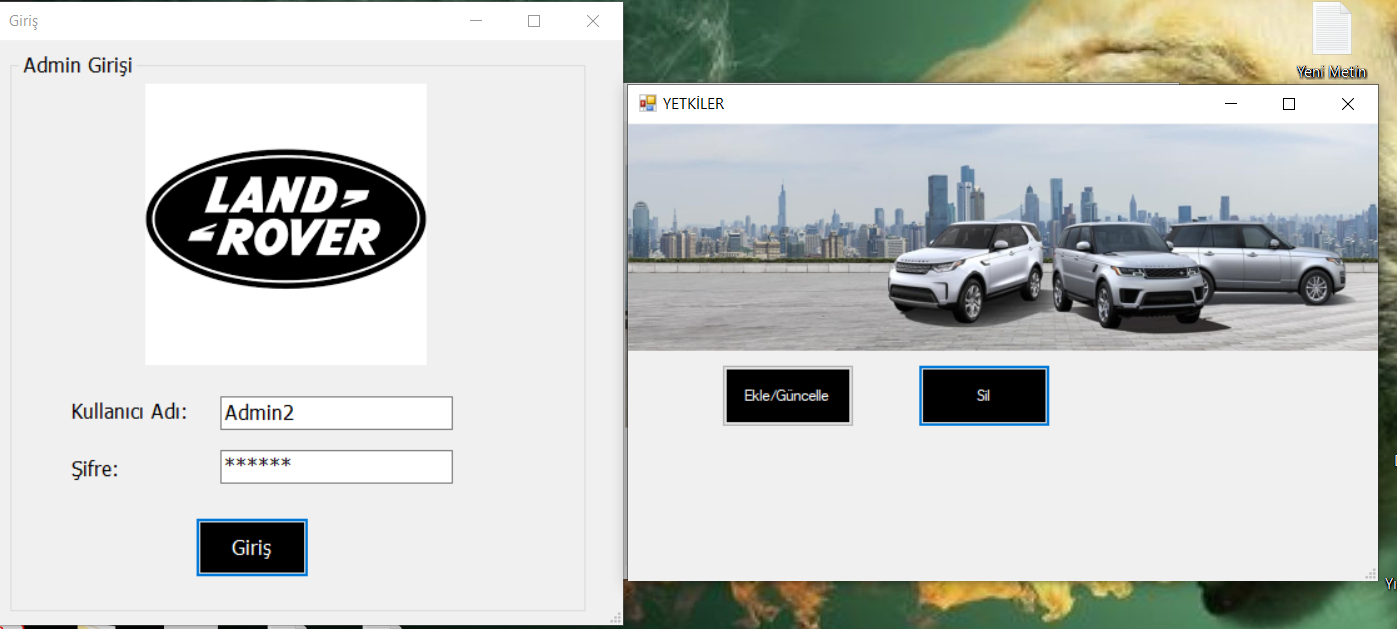 Giriş
Admin Girişi
LAND-
-ROVER
Kullanıcı Adı:
Admin2
Şifre:
******
Giriş
Yeni Metin
YETKİLER
Ekle/Güncelle
Sil